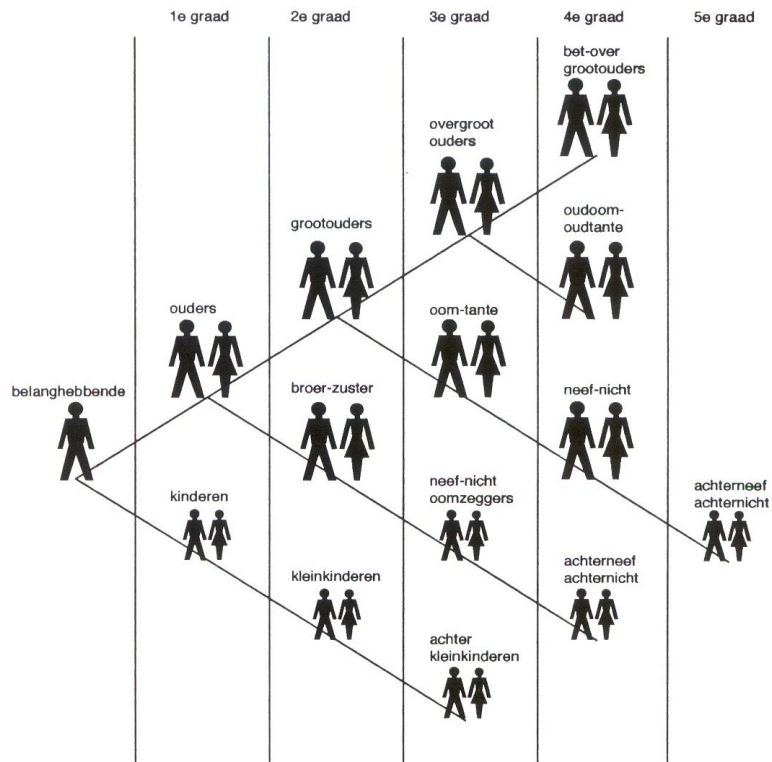 1e graad 2e graad 3e graad 4e graad 5e graad
bet-over
grootouders
overgroot
ouders
oudoom-
oudtante
grootouders
ouders
oom-tante
belanghebbende
broer-zuster
neef-nicht
kinderen
neef-nicht
oomzeggers
achterneef
achternicht
kleinkinderen
achterneef
achternicht
achter
kleinkinderen